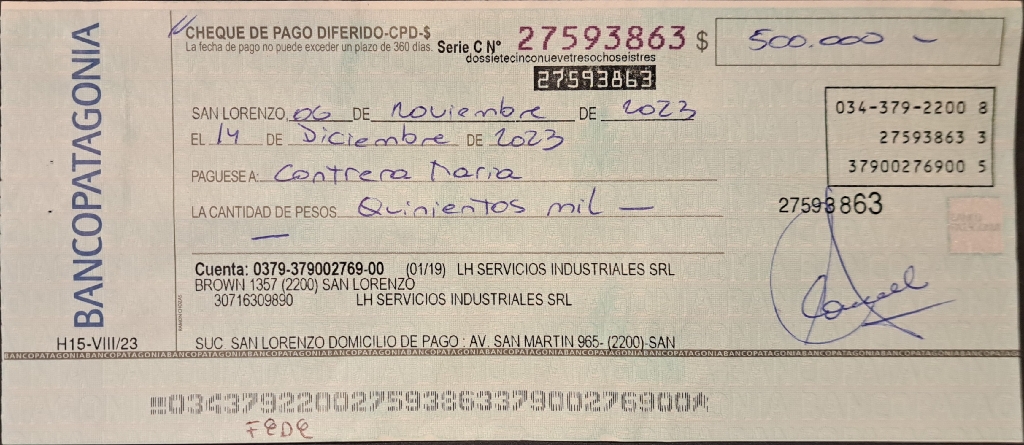 BANCOPATAGONIA
H15-VIII/23
CHEQUE DE PAGO DIFERIDO-CPD-$
La fecha de pago no puede exceder un plazo de 360 días.
Serie C Nº 27593863 $ 500.000 —
dossietecinconuevetresochoseistres
27593863
SAN LORENZO, 06 DE Noviembre DE 2023
EL 14 DE Diciembre DE 2023
PAGUESE A: Contrera Maria
LA CANTIDAD DE PESOS Quinientos mil —
—
034-379-2200 8
27593863 3
37900276900 5
27593863
Cuenta: 0379-379002769-00 (01/19) LH SERVICIOS INDUSTRIALES SRL
BROWN 1357 (2200) SAN LORENZO
30716309890 LH SERVICIOS INDUSTRIALES SRL
SUC SAN LORENZO DOMICILIO DE PAGO : AV. SAN MARTIN 965- (2200)-SAN
BANCOPATAGONIABANCOPATAGONIABANCOPATAGONIABANCOPATAGONIABANCOPATAGONIABANCOPATAGONIABANCOPATAGONIABANCOPATAGONIABANCOPATAGONIABANCOPATAGONIABANCOPATAGONIABANCOPATAGONIA
03437922002759386337900276900
FEDE